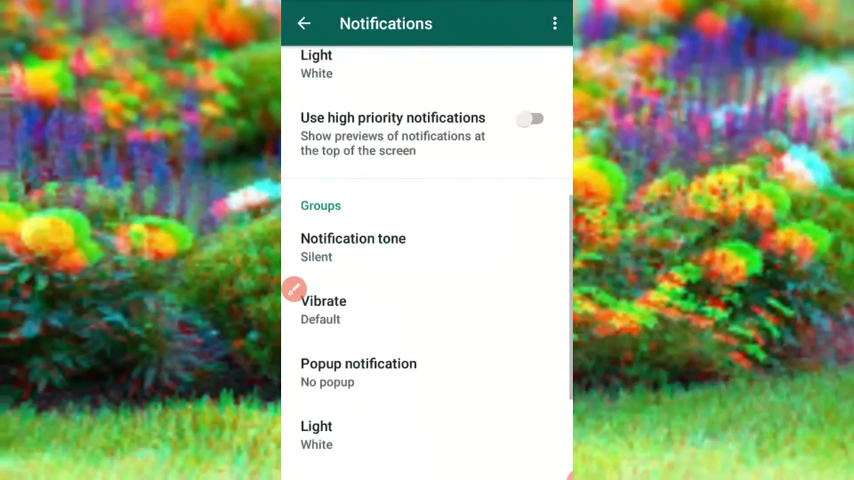 Notifications
Light
White
Use high priority notifications
Show previews of notifications at
the top of the screen
Groups
Notification tone
Silent
Vibrate
Default
Popup notification
No popup
Light
White